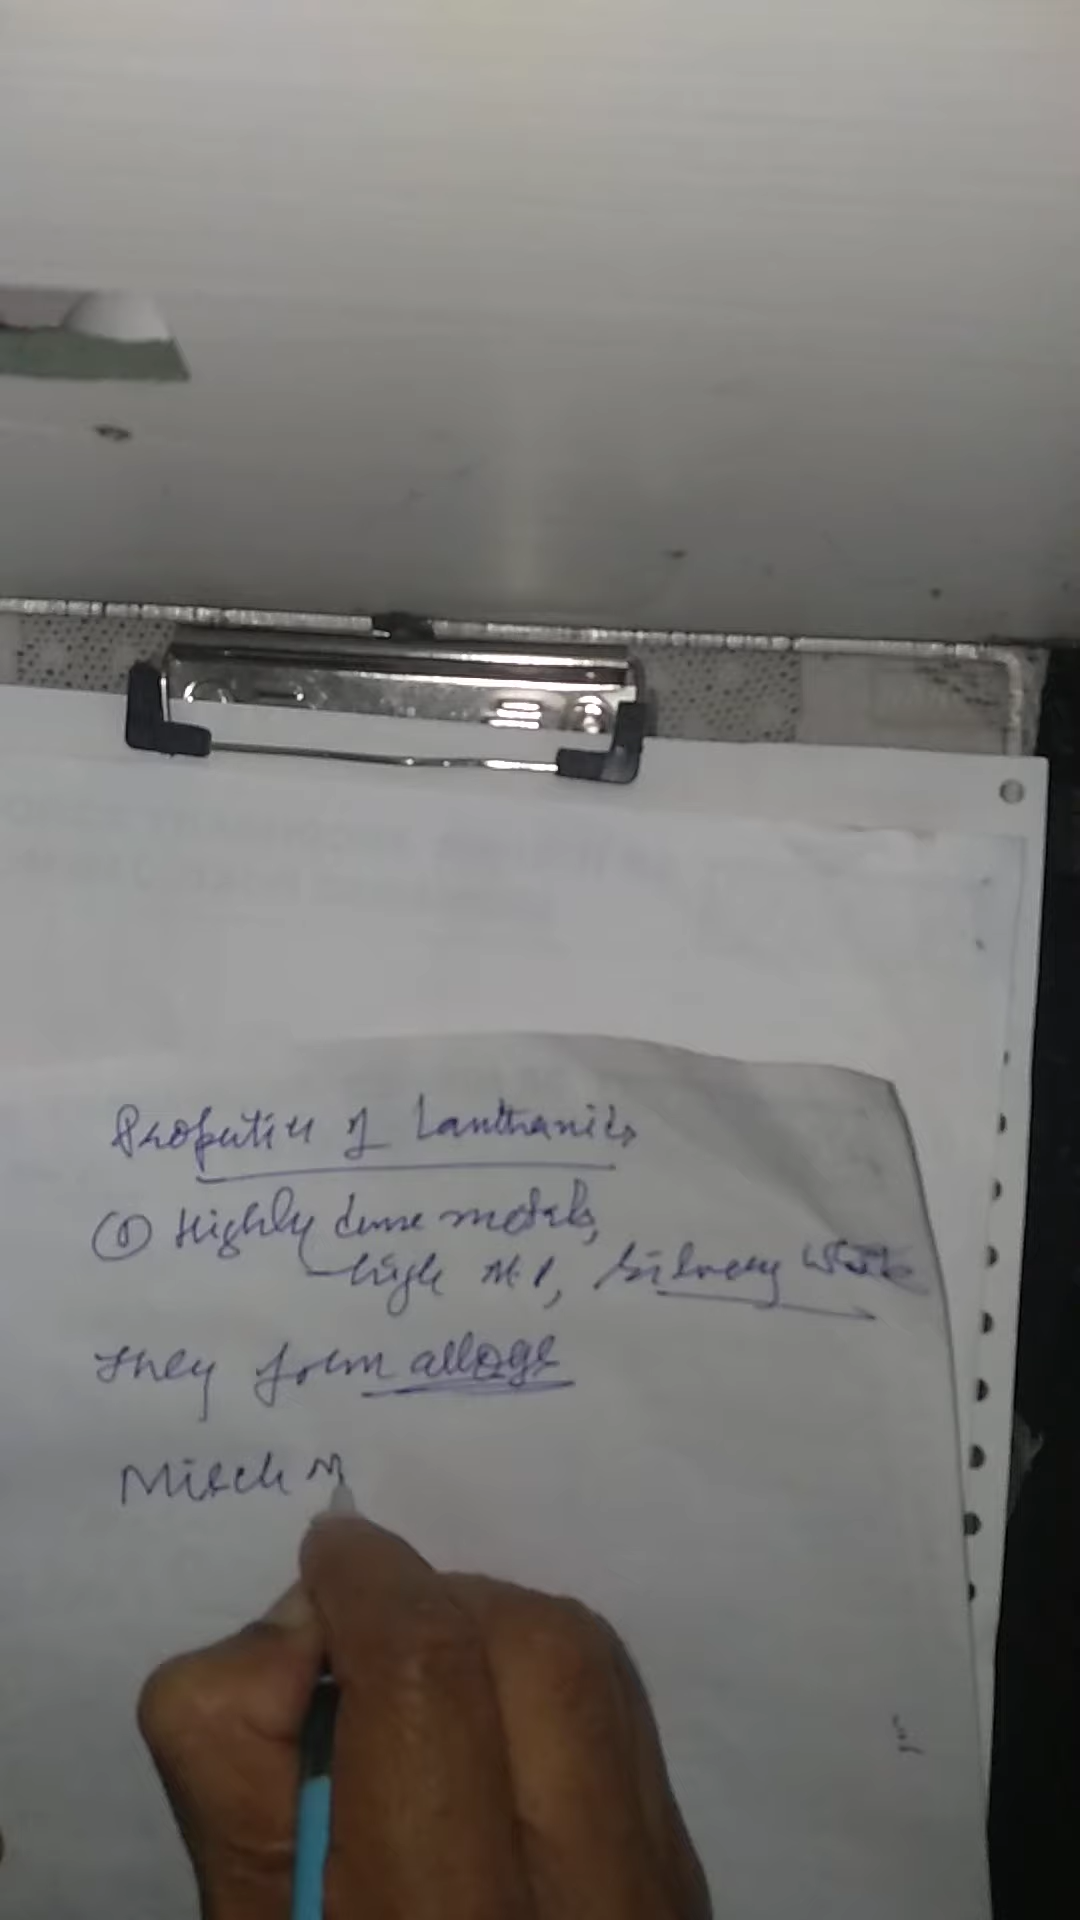 Properties of Lanthanides
① Highly dense metals,
high M.P, Silvery White
They form alloys
Misch M